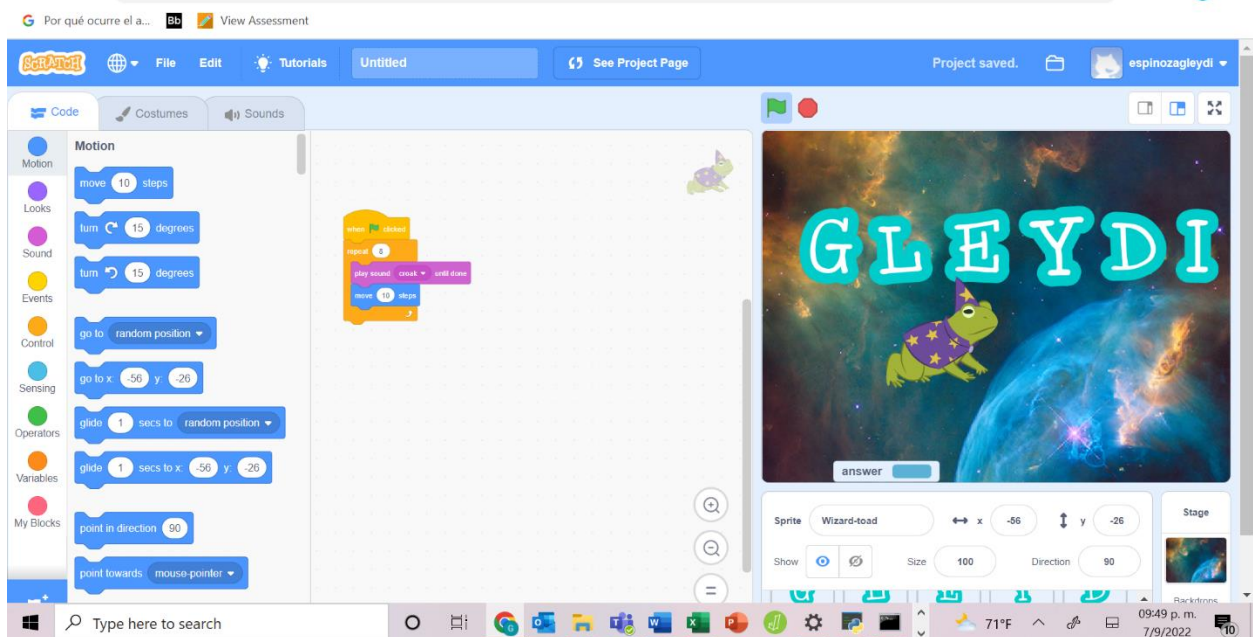 Por qué ocurre el a...
Bb
View Assessment
SCRATCH
File
Edit
Tutorials
Untitled
See Project Page
Project saved.
espinozagleydi
Code
Costumes
Sounds
Motion
Looks
Sound
Events
Control
Sensing
Operators
Variables
My Blocks
Motion
move 10 steps
turn 15 degrees
turn 15 degrees
go to random position
go to x: -56 y: -26
glide 1 secs to random position
glide 1 secs to x: -56 y: -26
point in direction 90
point towards mouse-pointer
when clicked
repeat
play sound croak until done
move 10 steps
GLEYDI
answer
Sprite Wizard-toad x -56 y -26
Show Size 100 Direction 90
Stage
Backdrops
Type here to search
71°F
09:49 p. m.
7/9/2022
10